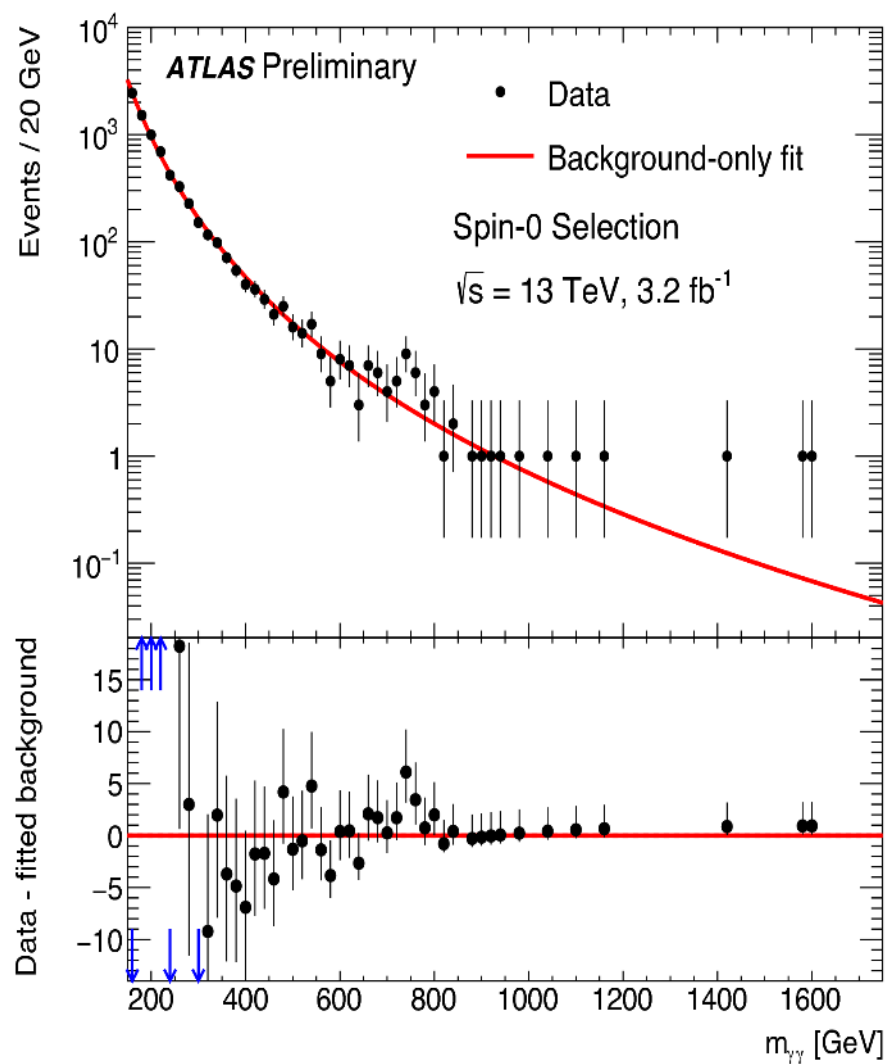 ATLAS Preliminary
Data
Background-only fit
Spin-0 Selection
√s = 13 TeV, 3.2 fb⁻¹
Events / 20 GeV
10⁴
10³
10²
10
1
10⁻¹
Data - fitted background
15
10
5
0
−5
−10
200 400 600 800 1000 1200 1400 1600
m_γγ [GeV]